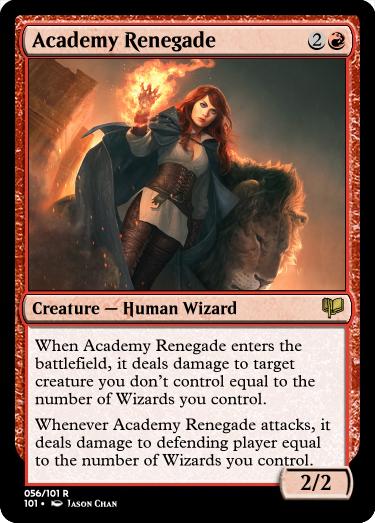 Academy Renegade 2
Creature — Human Wizard
When Academy Renegade enters the
battlefield, it deals damage to target
creature you don't control equal to the
number of Wizards you control.
Whenever Academy Renegade attacks, it
deals damage to defending player equal
to the number of Wizards you control.
2/2
056/101 R
101 • Jason Chan